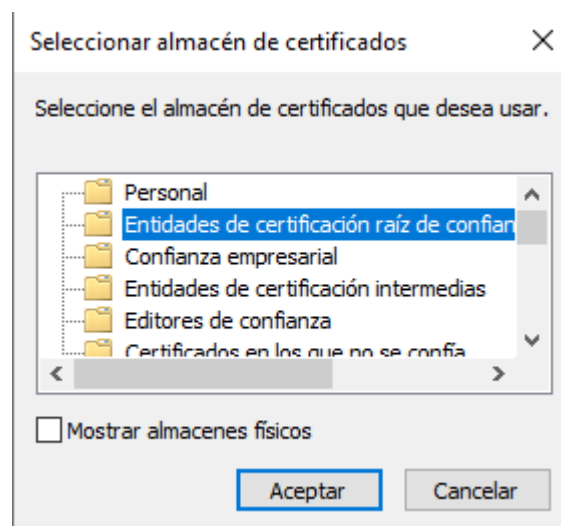 Seleccionar almacén de certificados
Seleccione el almacén de certificados que desea usar.
Personal
Entidades de certificación raíz de confian
Confianza empresarial
Entidades de certificación intermedias
Editores de confianza
Certificados en los que no se confía
Mostrar almacenes físicos
Aceptar
Cancelar